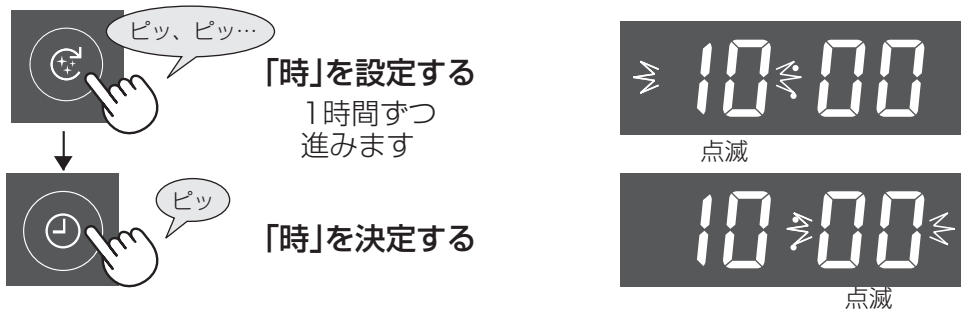 ピッ、ピッ…
「時」を設定する
1時間ずつ
進みます
10:00
点滅
ピッ
「時」を決定する
10:00
点滅